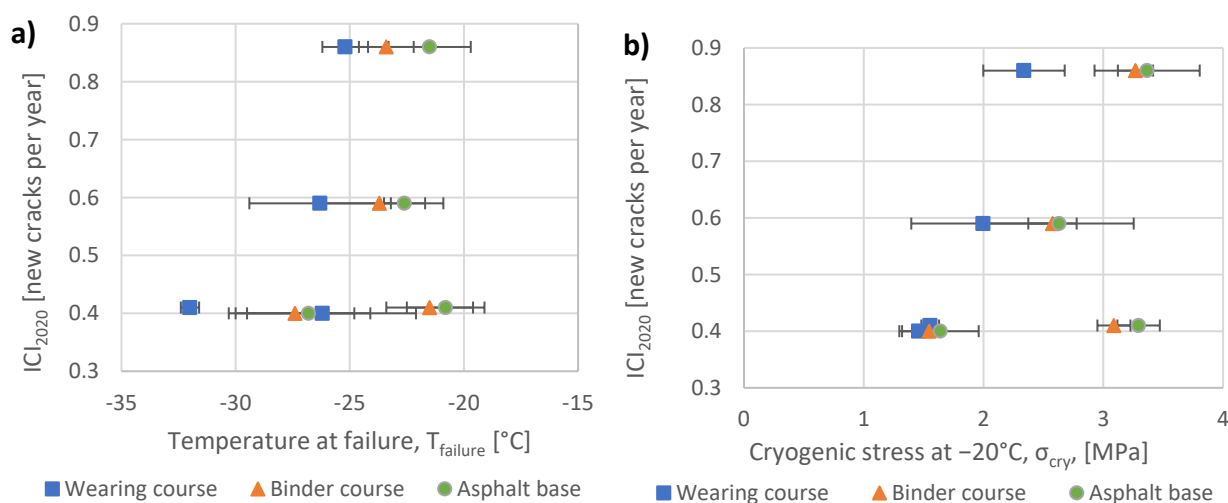 a)
ICI2020 [new cracks per year]
0.9
0.8
0.7
0.6
0.5
0.4
0.3
-35 -30 -25 -20 -15
Temperature at failure, Tfailure [°C]
Wearing course Binder course Asphalt base
b)
ICI2020 [new cracks per year]
0.9
0.8
0.7
0.6
0.5
0.4
0.3
0 1 2 3 4
Cryogenic stress at −20°C, σcry, [MPa]
Wearing course Binder course Asphalt base